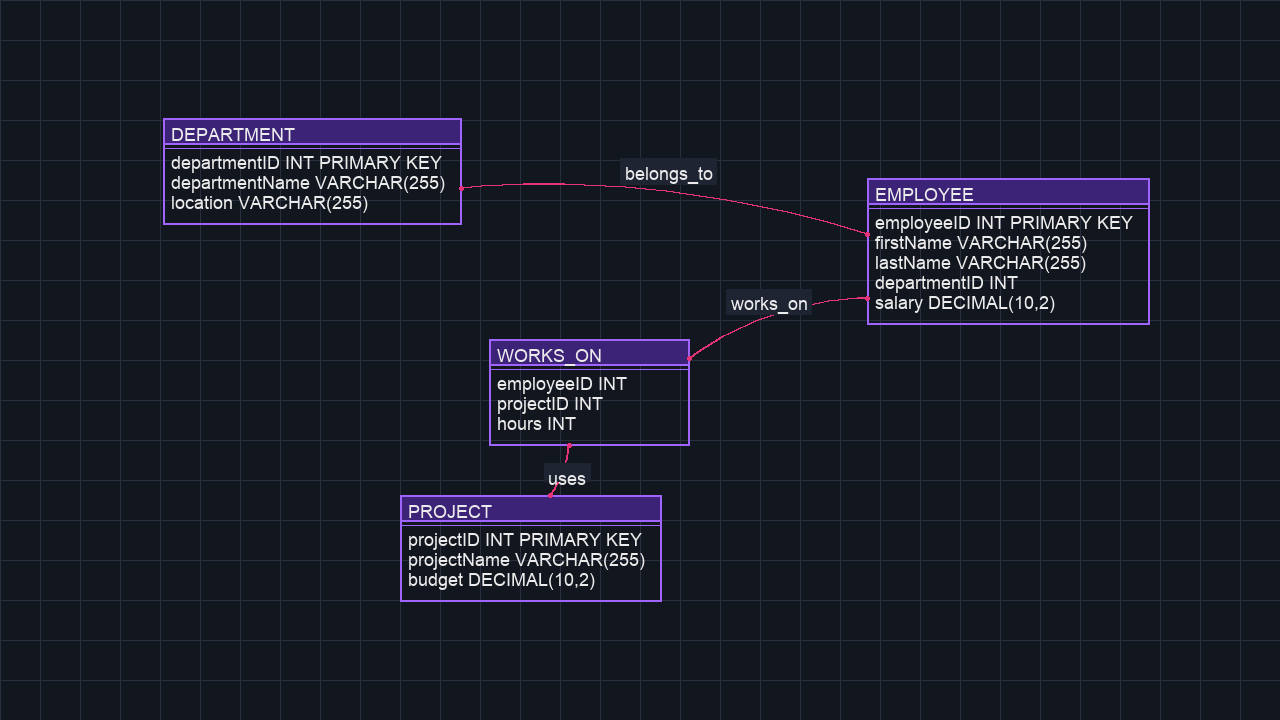 DEPARTMENT
departmentID INT PRIMARY KEY
departmentName VARCHAR(255)
location VARCHAR(255)
belongs_to
EMPLOYEE
employeeID INT PRIMARY KEY
firstName VARCHAR(255)
lastName VARCHAR(255)
departmentID INT
salary DECIMAL(10,2)
works_on
WORKS_ON
employeeID INT
projectID INT
hours INT
uses
PROJECT
projectID INT PRIMARY KEY
projectName VARCHAR(255)
budget DECIMAL(10,2)